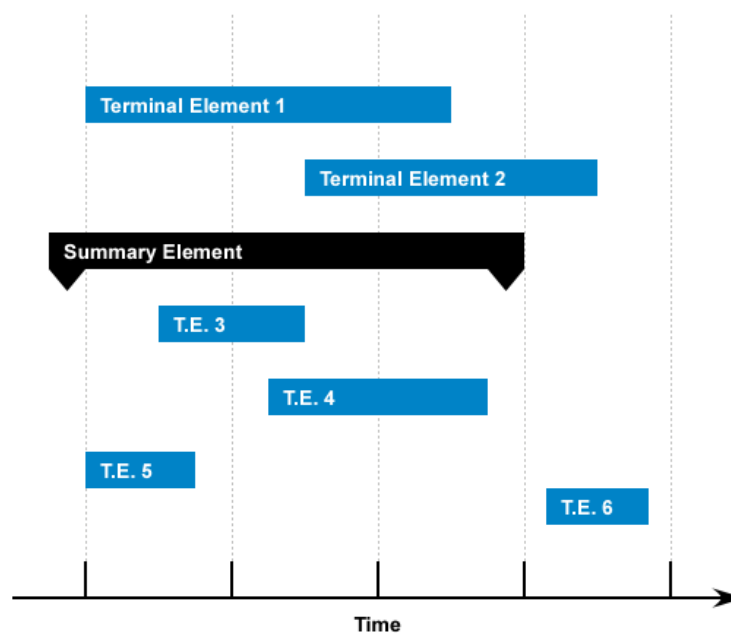 Terminal Element 1
Terminal Element 2
Summary Element
T.E. 3
T.E. 4
T.E. 5
T.E. 6
Time